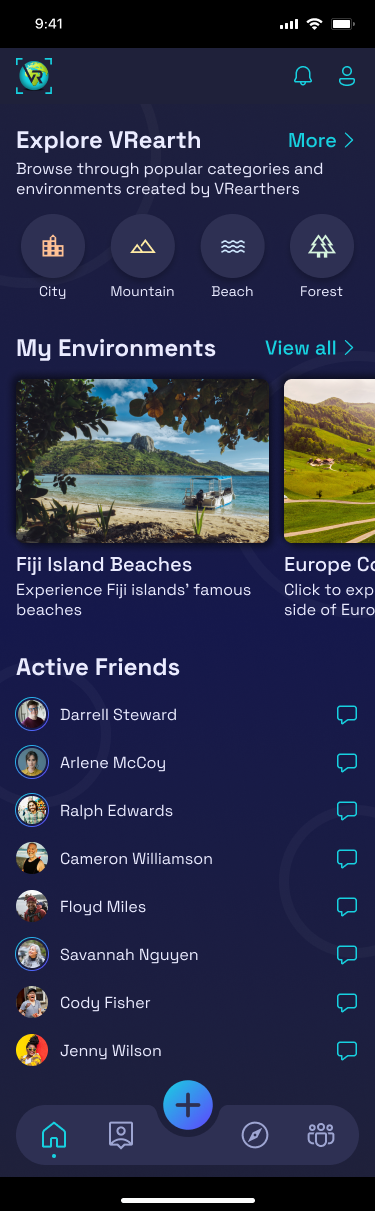 9:41
VR
Explore VRearth
More
Browse through popular categories and
environments created by VRearthers
City
Mountain
Beach
Forest
My Environments
View all
Fiji Island Beaches
Experience Fiji islands' famous
beaches
Europe Co
Click to exp
side of Euro
Active Friends
Darrell Steward
Arlene McCoy
Ralph Edwards
Cameron Williamson
Floyd Miles
Savannah Nguyen
Cody Fisher
Jenny Wilson